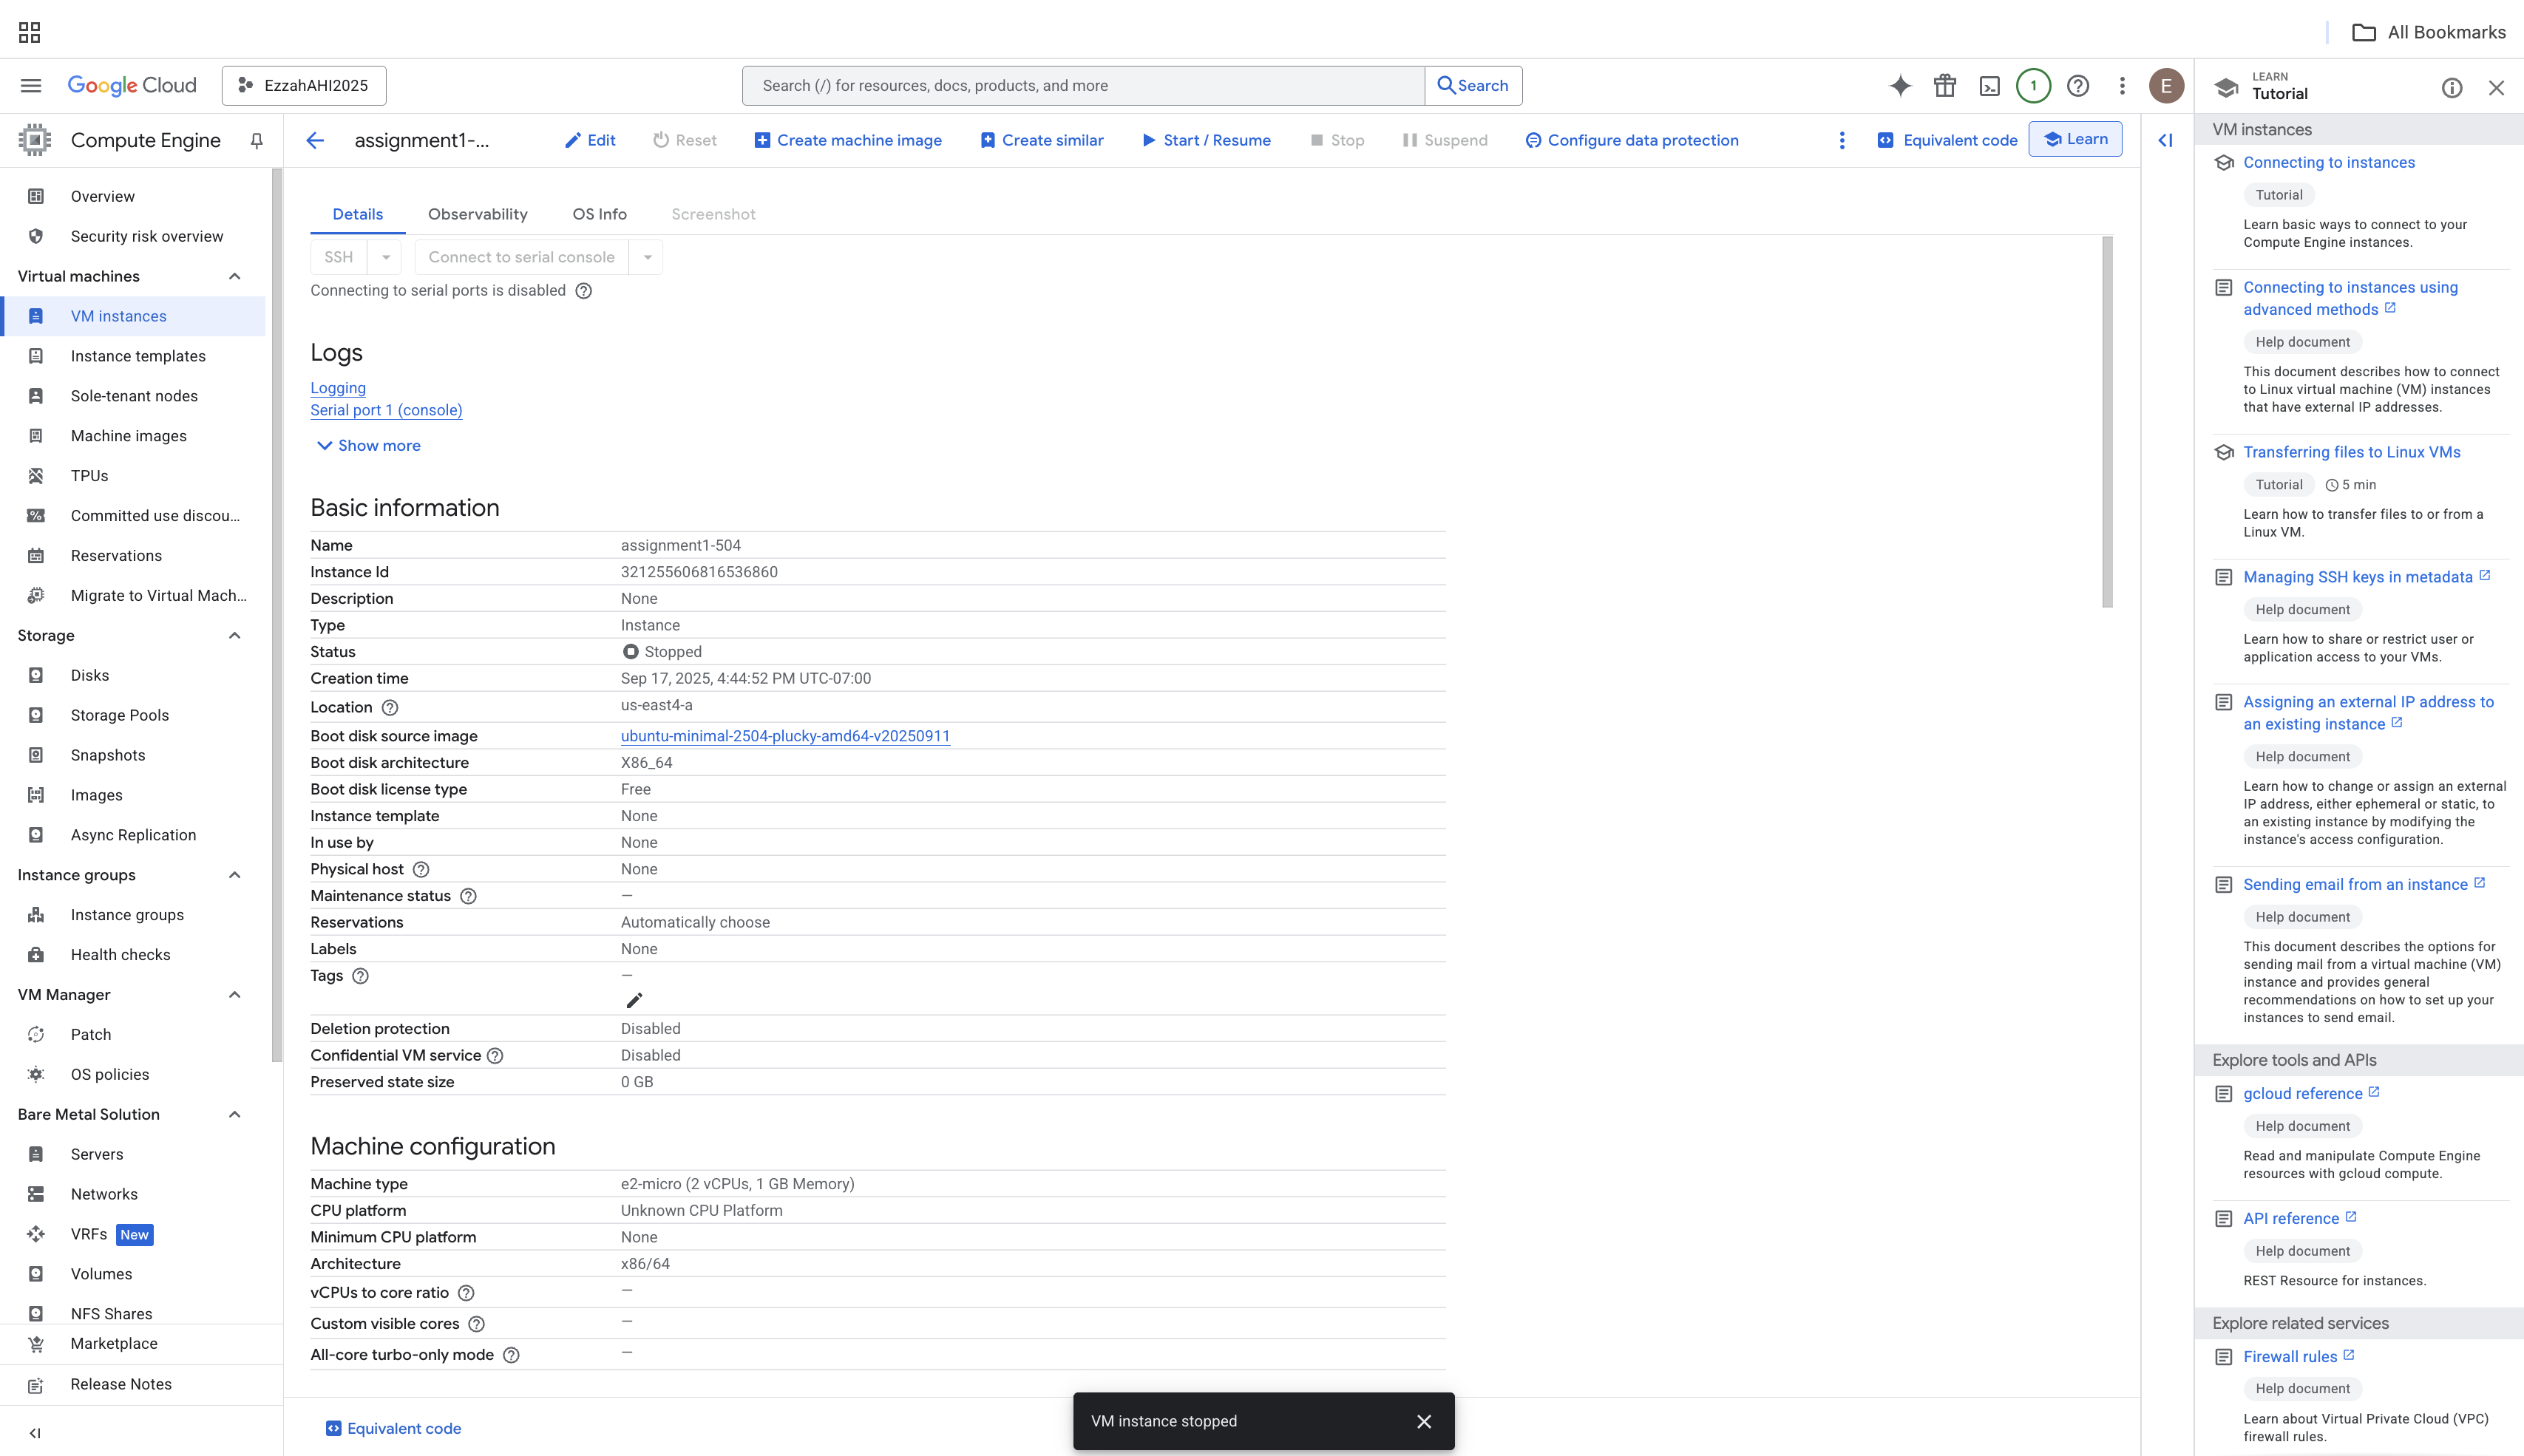 All Bookmarks
Google Cloud
EzzahAHI2025
Search (/) for resources, docs, products, and more
Search
1
E
LEARN
Tutorial
Compute Engine
assignment1-...
Edit
Reset
Create machine image
Create similar
Start / Resume
Stop
Suspend
Configure data protection
Equivalent code
Learn
Overview
Security risk overview
Virtual machines
VM instances
Instance templates
Sole-tenant nodes
Machine images
TPUs
Committed use discou...
Reservations
Migrate to Virtual Mach...
Storage
Disks
Storage Pools
Snapshots
Images
Async Replication
Instance groups
Instance groups
Health checks
VM Manager
Patch
OS policies
Bare Metal Solution
Servers
Networks
VRFs New
Volumes
NFS Shares
Marketplace
Release Notes
Details
Observability
OS Info
Screenshot
SSH
Connect to serial console
Connecting to serial ports is disabled
Logs
Logging
Serial port 1 (console)
Show more
Basic information
Name assignment1-504
Instance Id 321255606816536860
Description None
Type Instance
Status Stopped
Creation time Sep 17, 2025, 4:44:52 PM UTC-07:00
Location us-east4-a
Boot disk source image ubuntu-minimal-2504-plucky-amd64-v20250911
Boot disk architecture X86_64
Boot disk license type Free
Instance template None
In use by None
Physical host None
Maintenance status —
Reservations Automatically choose
Labels None
Tags —
Deletion protection Disabled
Confidential VM service Disabled
Preserved state size 0 GB
Machine configuration
Machine type e2-micro (2 vCPUs, 1 GB Memory)
CPU platform Unknown CPU Platform
Minimum CPU platform None
Architecture x86/64
vCPUs to core ratio —
Custom visible cores —
All-core turbo-only mode —
Equivalent code
VM instance stopped
VM instances
Connecting to instances
Tutorial
Learn basic ways to connect to your
Compute Engine instances.
Connecting to instances using
advanced methods
Help document
This document describes how to connect
to Linux virtual machine (VM) instances
that have external IP addresses.
Transferring files to Linux VMs
Tutorial 5 min
Learn how to transfer files to or from a
Linux VM.
Managing SSH keys in metadata
Help document
Learn how to share or restrict user or
application access to your VMs.
Assigning an external IP address to
an existing instance
Help document
Learn how to change or assign an external
IP address, either ephemeral or static, to
an existing instance by modifying the
instance's access configuration.
Sending email from an instance
Help document
This document describes the options for
sending mail from a virtual machine (VM)
instance and provides general
recommendations on how to set up your
instances to send email.
Explore tools and APIs
gcloud reference
Help document
Read and manipulate Compute Engine
resources with gcloud compute.
API reference
Help document
REST Resource for instances.
Explore related services
Firewall rules
Help document
Learn about Virtual Private Cloud (VPC)
firewall rules.